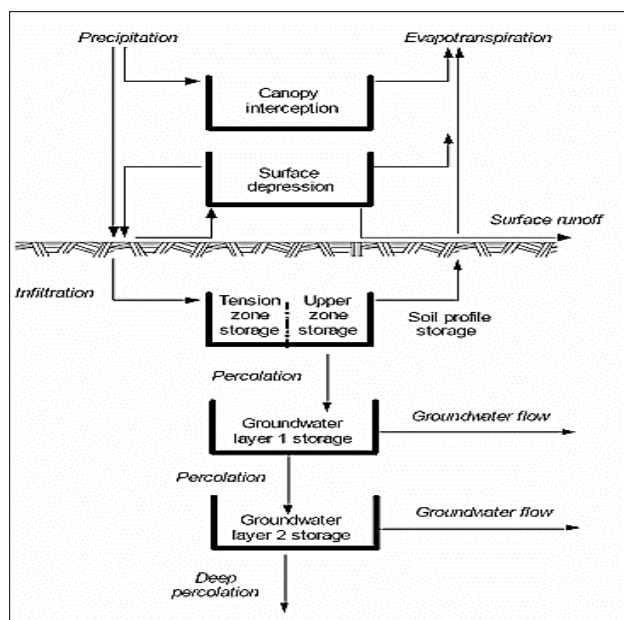 Precipitation
Evapotranspiration
Canopy
interception
Surface
depression
Surface runoff
Infiltration
Tension
zone
storage
Upper
zone
storage
Soil profile
storage
Percolation
Groundwater
layer 1 storage
Groundwater flow
Percolation
Groundwater
layer 2 storage
Groundwater flow
Deep
percolation